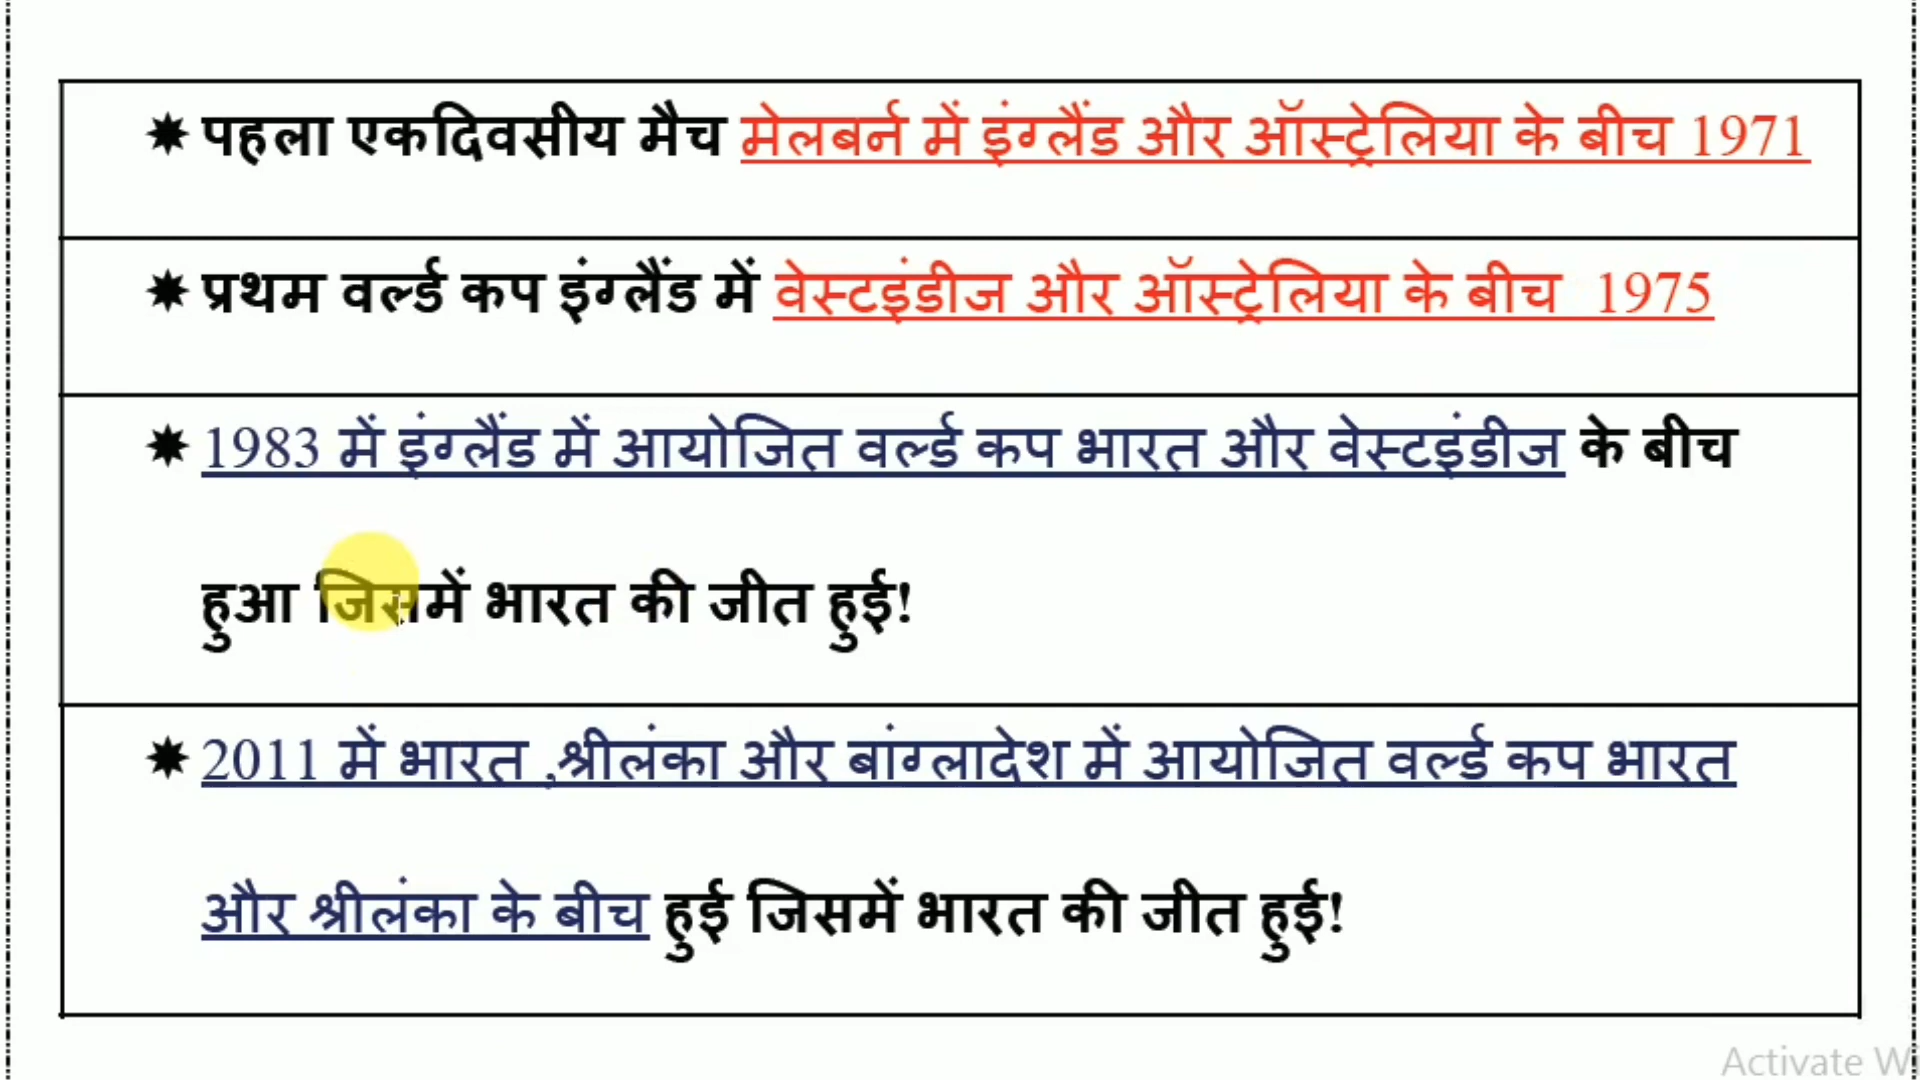 ✷ पहला एकदिवसीय मैच मेलबर्न में इंग्लैंड और ऑस्ट्रेलिया के बीच 1971
✷ प्रथम वर्ल्ड कप इंग्लैंड में वेस्टइंडीज और ऑस्ट्रेलिया के बीच 1975
✷ 1983 में इंग्लैंड में आयोजित वर्ल्ड कप भारत और वेस्टइंडीज के बीच
हुआ जिसमें भारत की जीत हुई!
✷ 2011 में भारत ,श्रीलंका और बांग्लादेश में आयोजित वर्ल्ड कप भारत
और श्रीलंका के बीच हुई जिसमें भारत की जीत हुई!
Activate